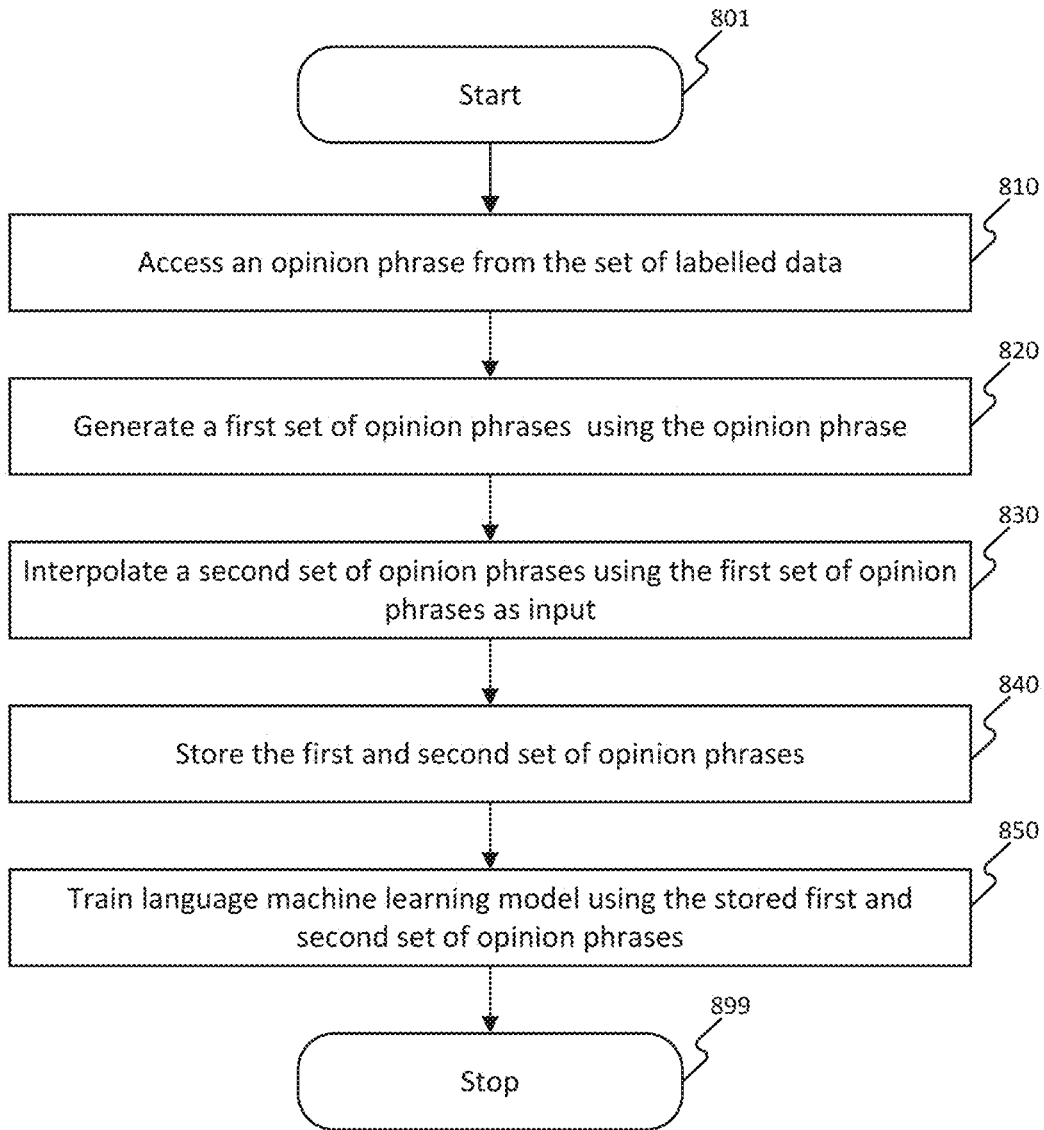 801
Start
810
Access an opinion phrase from the set of labelled data
820
Generate a first set of opinion phrases using the opinion phrase
830
Interpolate a second set of opinion phrases using the first set of opinion
phrases as input
840
Store the first and second set of opinion phrases
850
Train language machine learning model using the stored first and
second set of opinion phrases
899
Stop